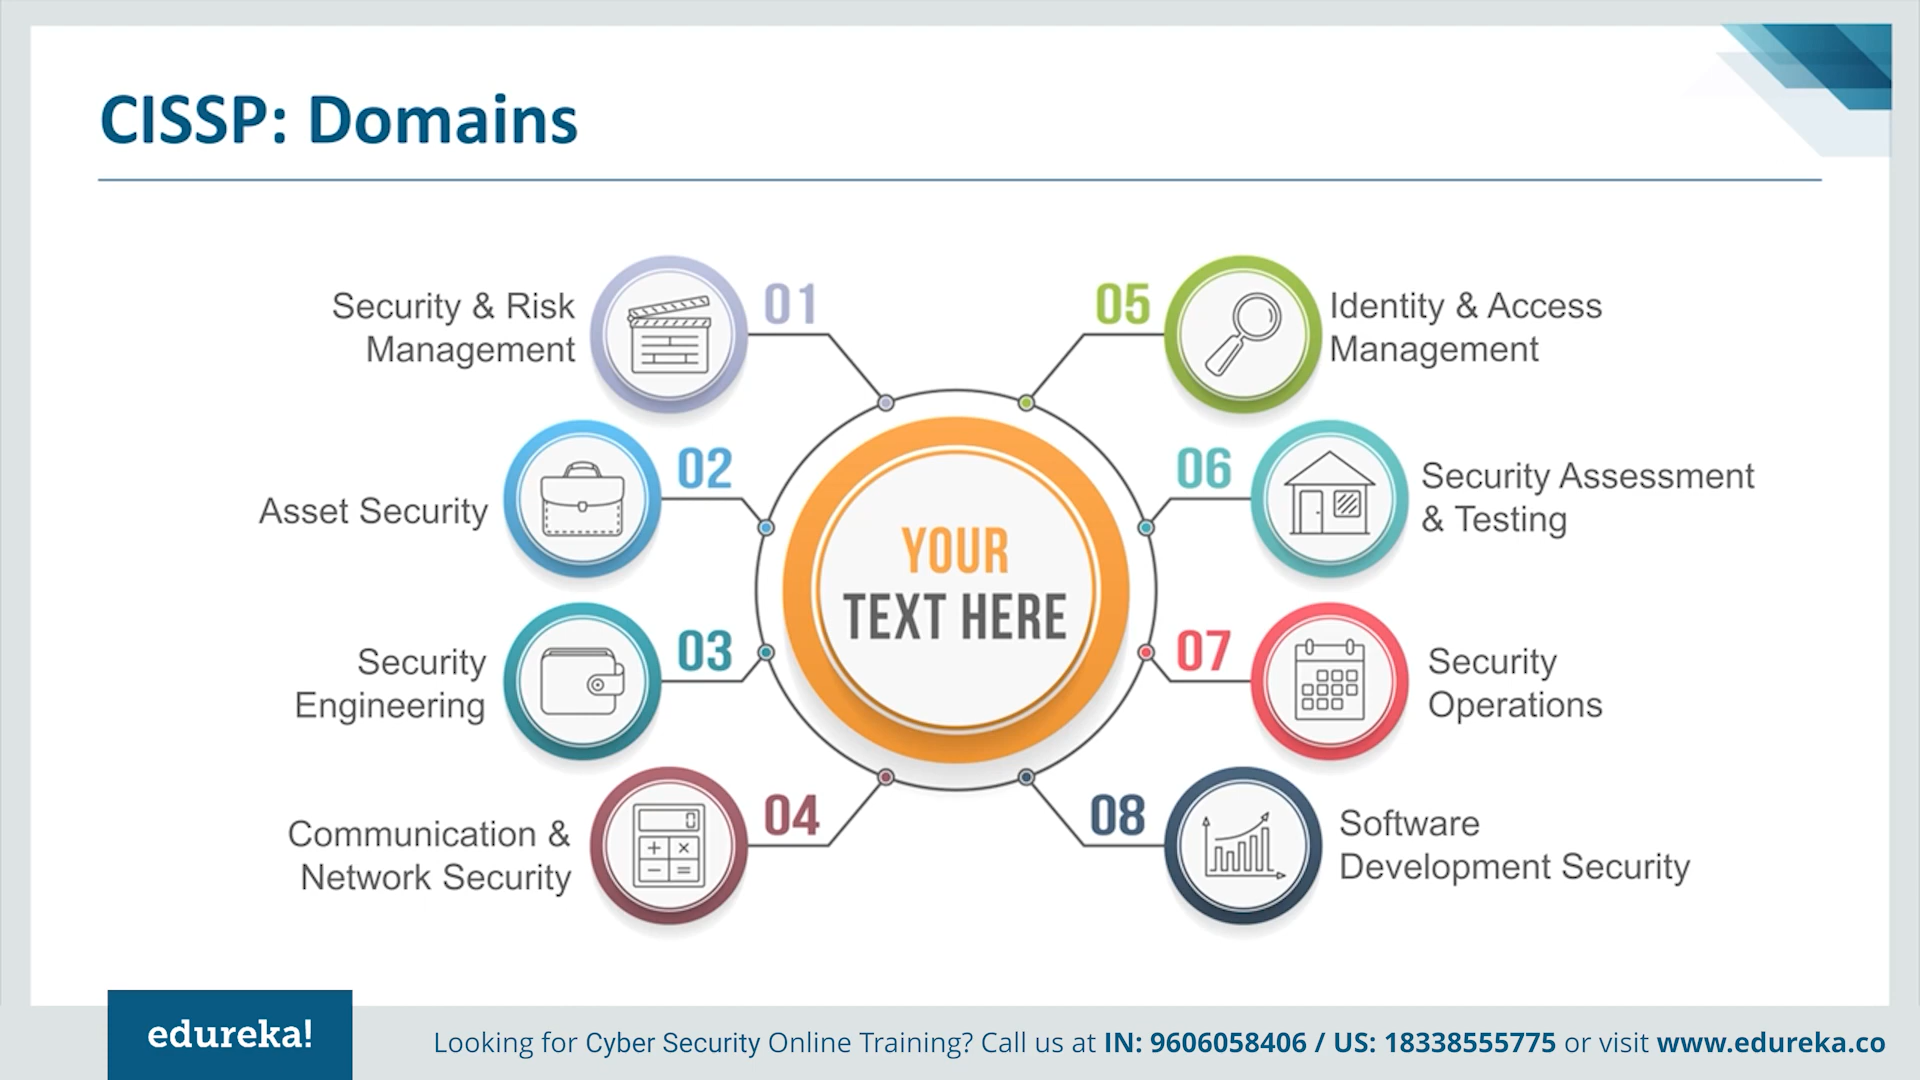 CISSP: Domains
Security & Risk
Management
01
Asset Security
02
Security
Engineering
03
Communication &
Network Security
04
YOUR
TEXT HERE
05
Identity & Access
Management
06
Security Assessment
& Testing
07
Security
Operations
08
Software
Development Security
0
+ ×
− =
edureka!
Looking for Cyber Security Online Training? Call us at IN: 9606058406 / US: 18338555775 or visit www.edureka.co